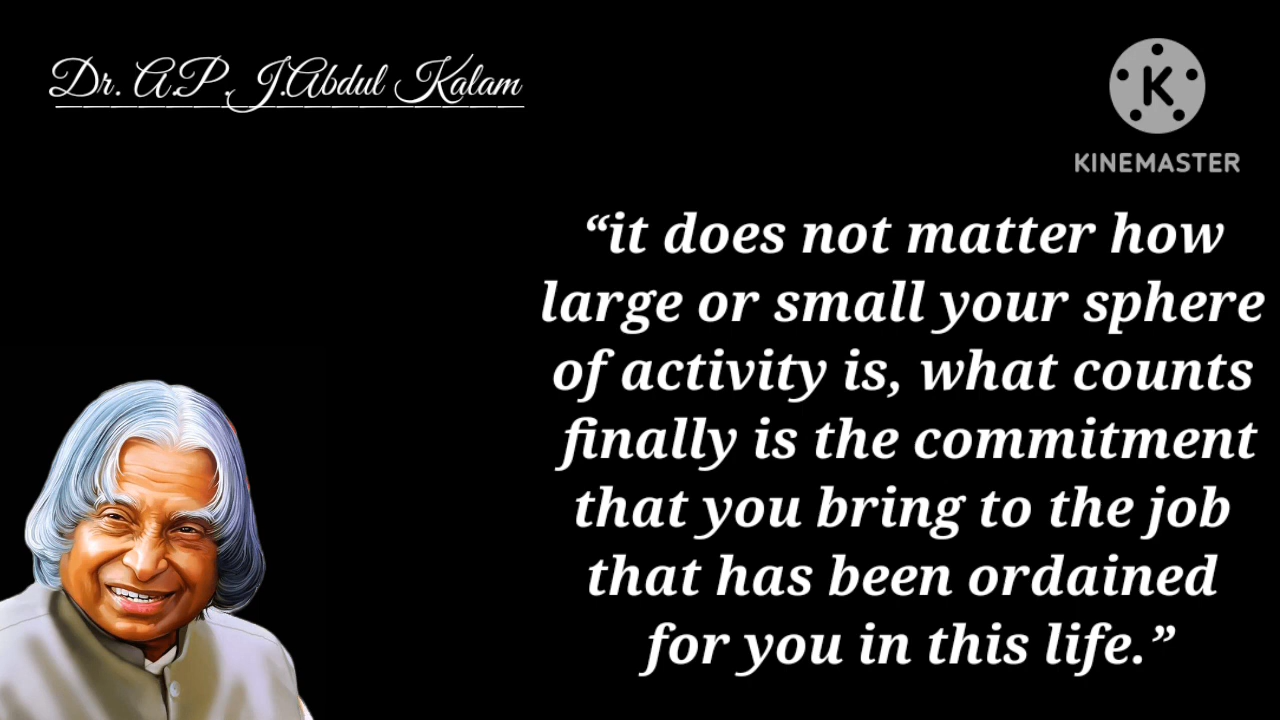 Dr. A.P.J.Abdul Kalam
K
KINEMASTER
“it does not matter how
large or small your sphere
of activity is, what counts
finally is the commitment
that you bring to the job
that has been ordained
for you in this life.”